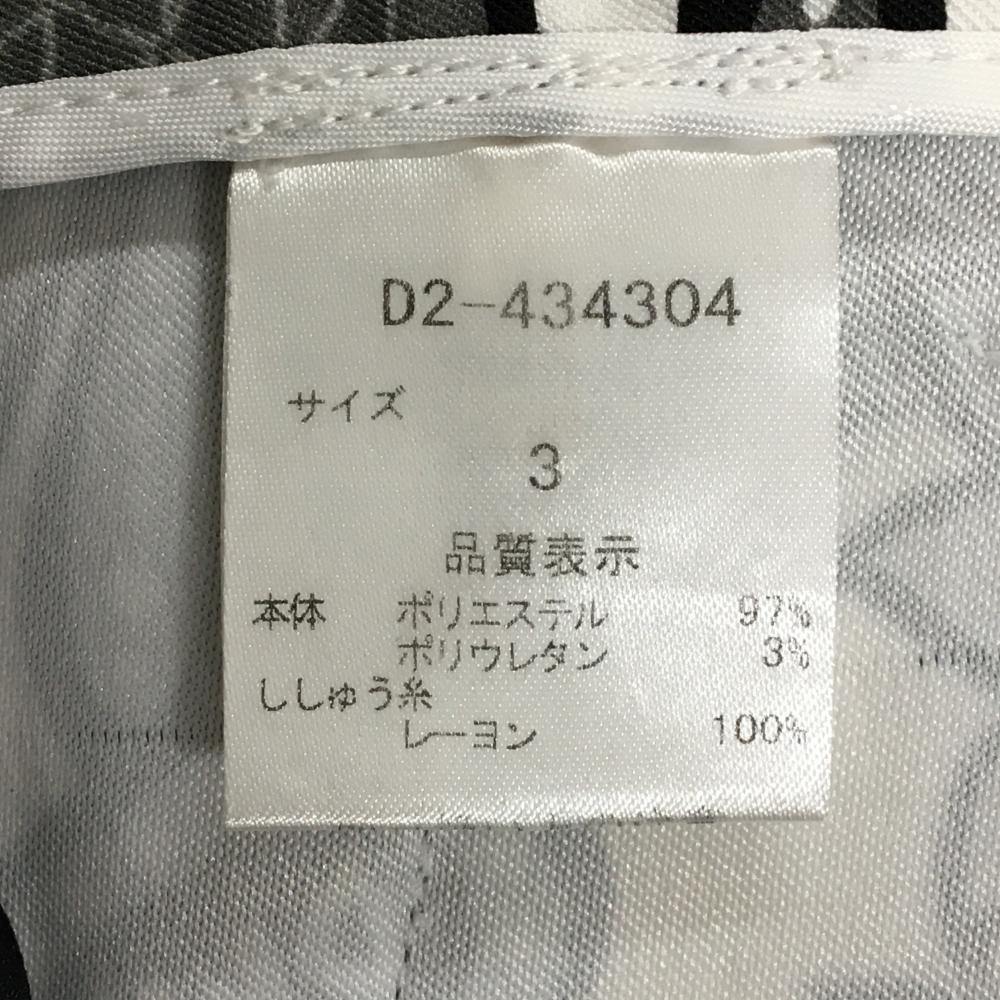 D2-434304
サイズ
3
品質表示
本体 ポリエステル 97%
ポリウレタン 3%
ししゅう糸
レーヨン 100%